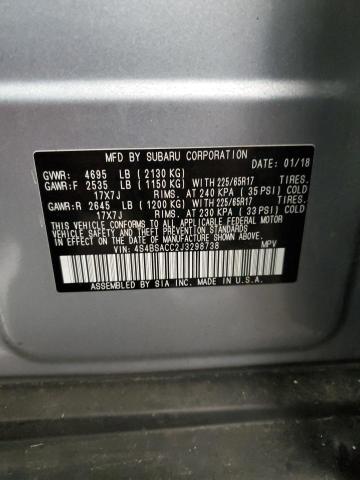 MFD. BY SUBARU CORPORATION DATE: 01/18
GVWR: 4695 LB (2130 KG)
GAWR:F 2535 LB (1150 KG) WITH 225/65R17 TIRES.
17X7J RIMS. AT 240 KPA (35 PSI) COLD
GAWR:R 2645 LB (1200 KG) WITH 225/65R17 TIRES.
17X7J RIMS. AT 230 KPA (33 PSI) COLD
THIS VEHICLE CONFORMS TO ALL APPLICABLE FEDERAL MOTOR
VEHICLE SAFETY AND THEFT PREVENTION STANDARDS IN EFFECT
ON THE DATE OF MANUFACTURE SHOWN ABOVE.
VIN: 4S4BSACC2J3298738 MPV
ASSEMBLED BY SIA INC. MADE IN U.S.A.